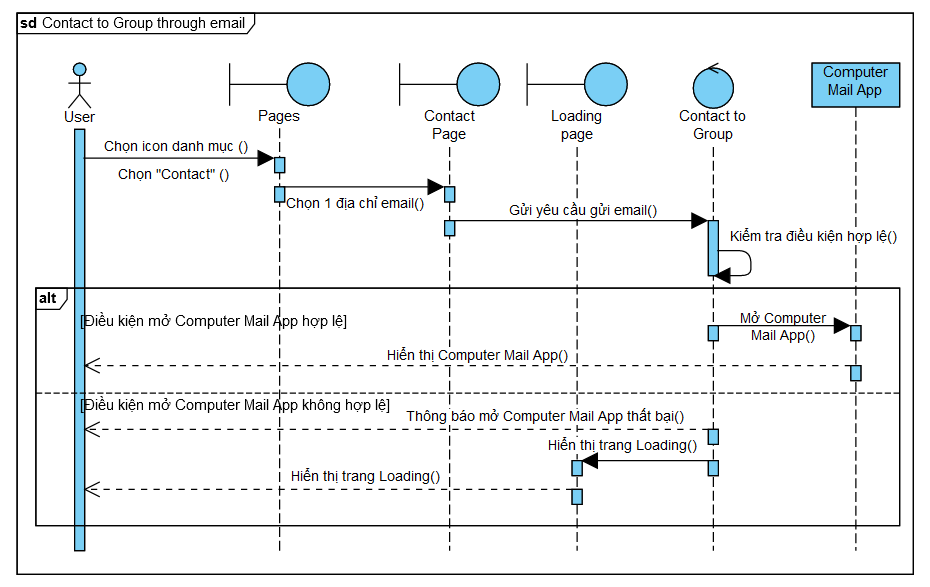 sd Contact to Group through email
User
Pages
Contact
Page
Loading
page
Contact to
Group
Computer
Mail App
Chọn icon danh mục ()
Chọn "Contact" ()
Chọn 1 địa chỉ email()
Gửi yêu cầu gửi email()
Kiểm tra điều kiện hợp lệ()
alt
[Điều kiện mở Computer Mail App hợp lệ]
Mở Computer
Mail App()
Hiển thị Computer Mail App()
[Điều kiện mở Computer Mail App không hợp lệ]
Thông báo mở Computer Mail App thất bại()
Hiển thị trang Loading()
Hiển thị trang Loading()